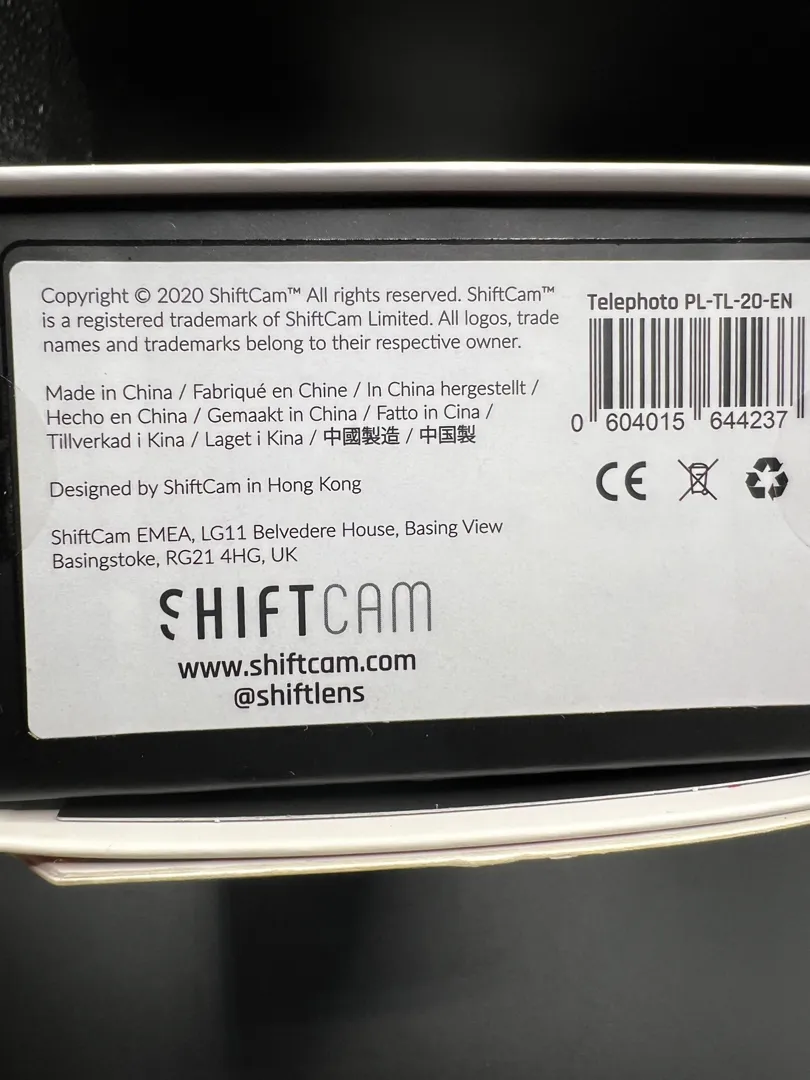 Copyright © 2020 ShiftCam™ All rights reserved. ShiftCam™
is a registered trademark of ShiftCam Limited. All logos, trade
names and trademarks belong to their respective owner.
Made in China / Fabriqué en Chine / In China hergestellt /
Hecho en China / Gemaakt in China / Fatto in Cina /
Tillverkad i Kina / Laget i Kina / 中國製造 / 中国製
Designed by ShiftCam in Hong Kong
ShiftCam EMEA, LG11 Belvedere House, Basing View
Basingstoke, RG21 4HG, UK
SHIFTCAM
www.shiftcam.com
@shiftlens
Telephoto PL-TL-20-EN
0 604015 644237
CE